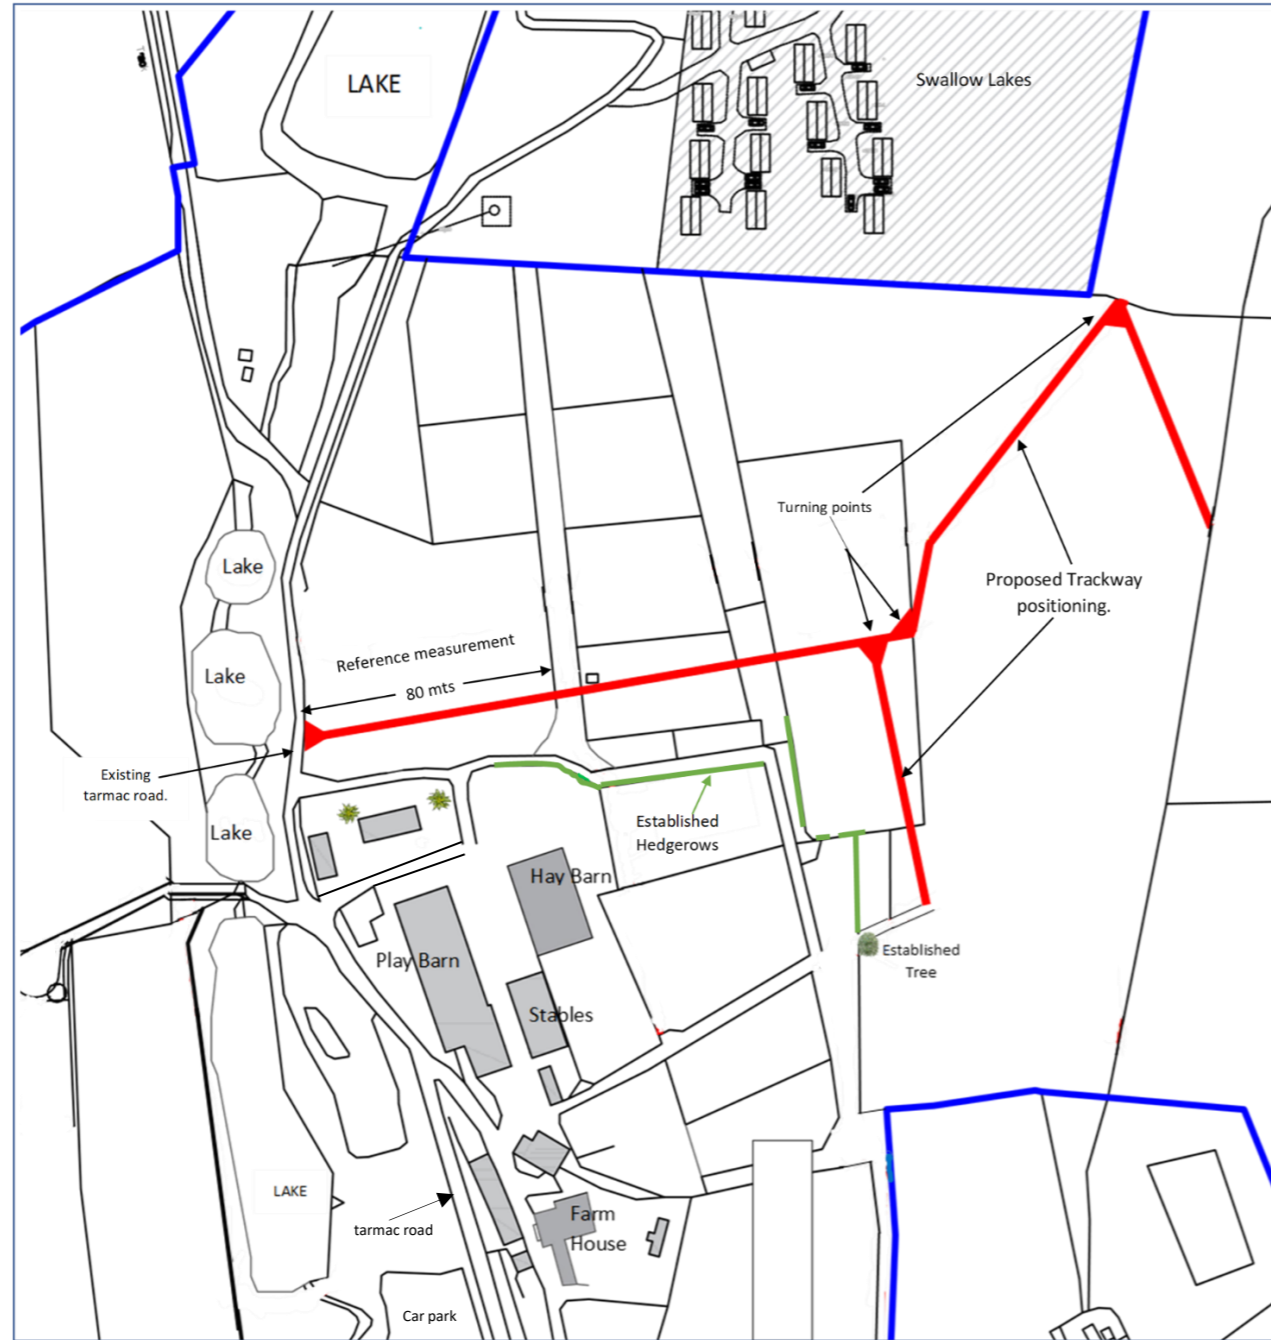 LAKE
Swallow Lakes
Turning points
Lake
Proposed Trackway
positioning.
Reference measurement
80 mts
Lake
Existing
tarmac road.
Lake
Established
Hedgerows
Hay Barn
Play Barn
Established
Tree
Stables
LAKE
tarmac road
Farm
House
Car park